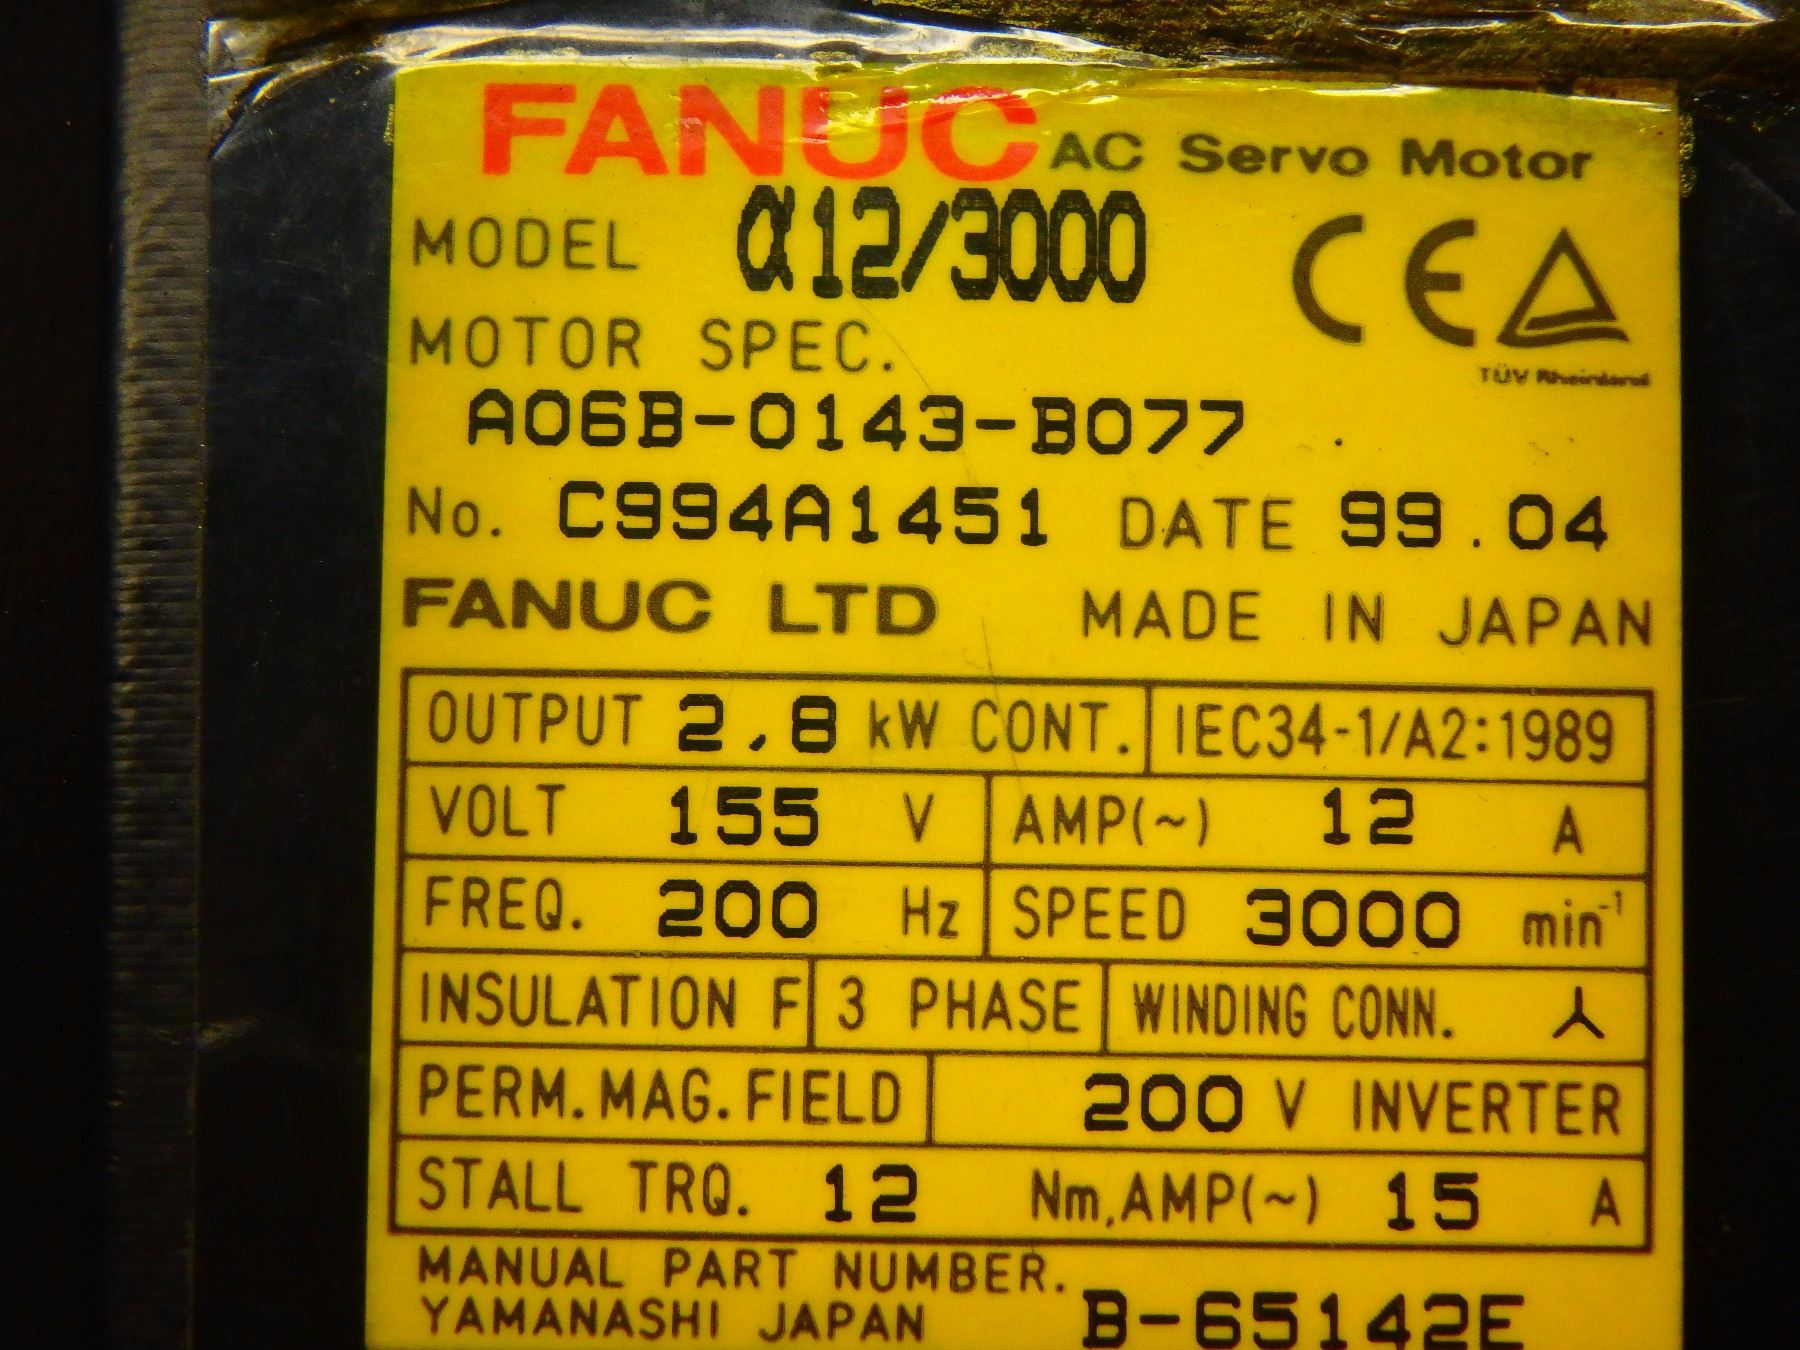 FANUC AC Servo Motor
MODEL α12/3000
CE
TÜV Rheinland
MOTOR SPEC.
A06B-0143-B077
No. C994A1451 DATE 99.04
FANUC LTD MADE IN JAPAN
OUTPUT 2.8 kW CONT. IEC34-1/A2:1989
VOLT 155 V AMP(~) 12 A
FREQ. 200 Hz SPEED 3000 min⁻¹
INSULATION F 3 PHASE WINDING CONN.
PERM.MAG.FIELD 200 V INVERTER
STALL TRQ. 12 Nm,AMP(~) 15 A
MANUAL PART NUMBER.
YAMANASHI JAPAN B-65142E